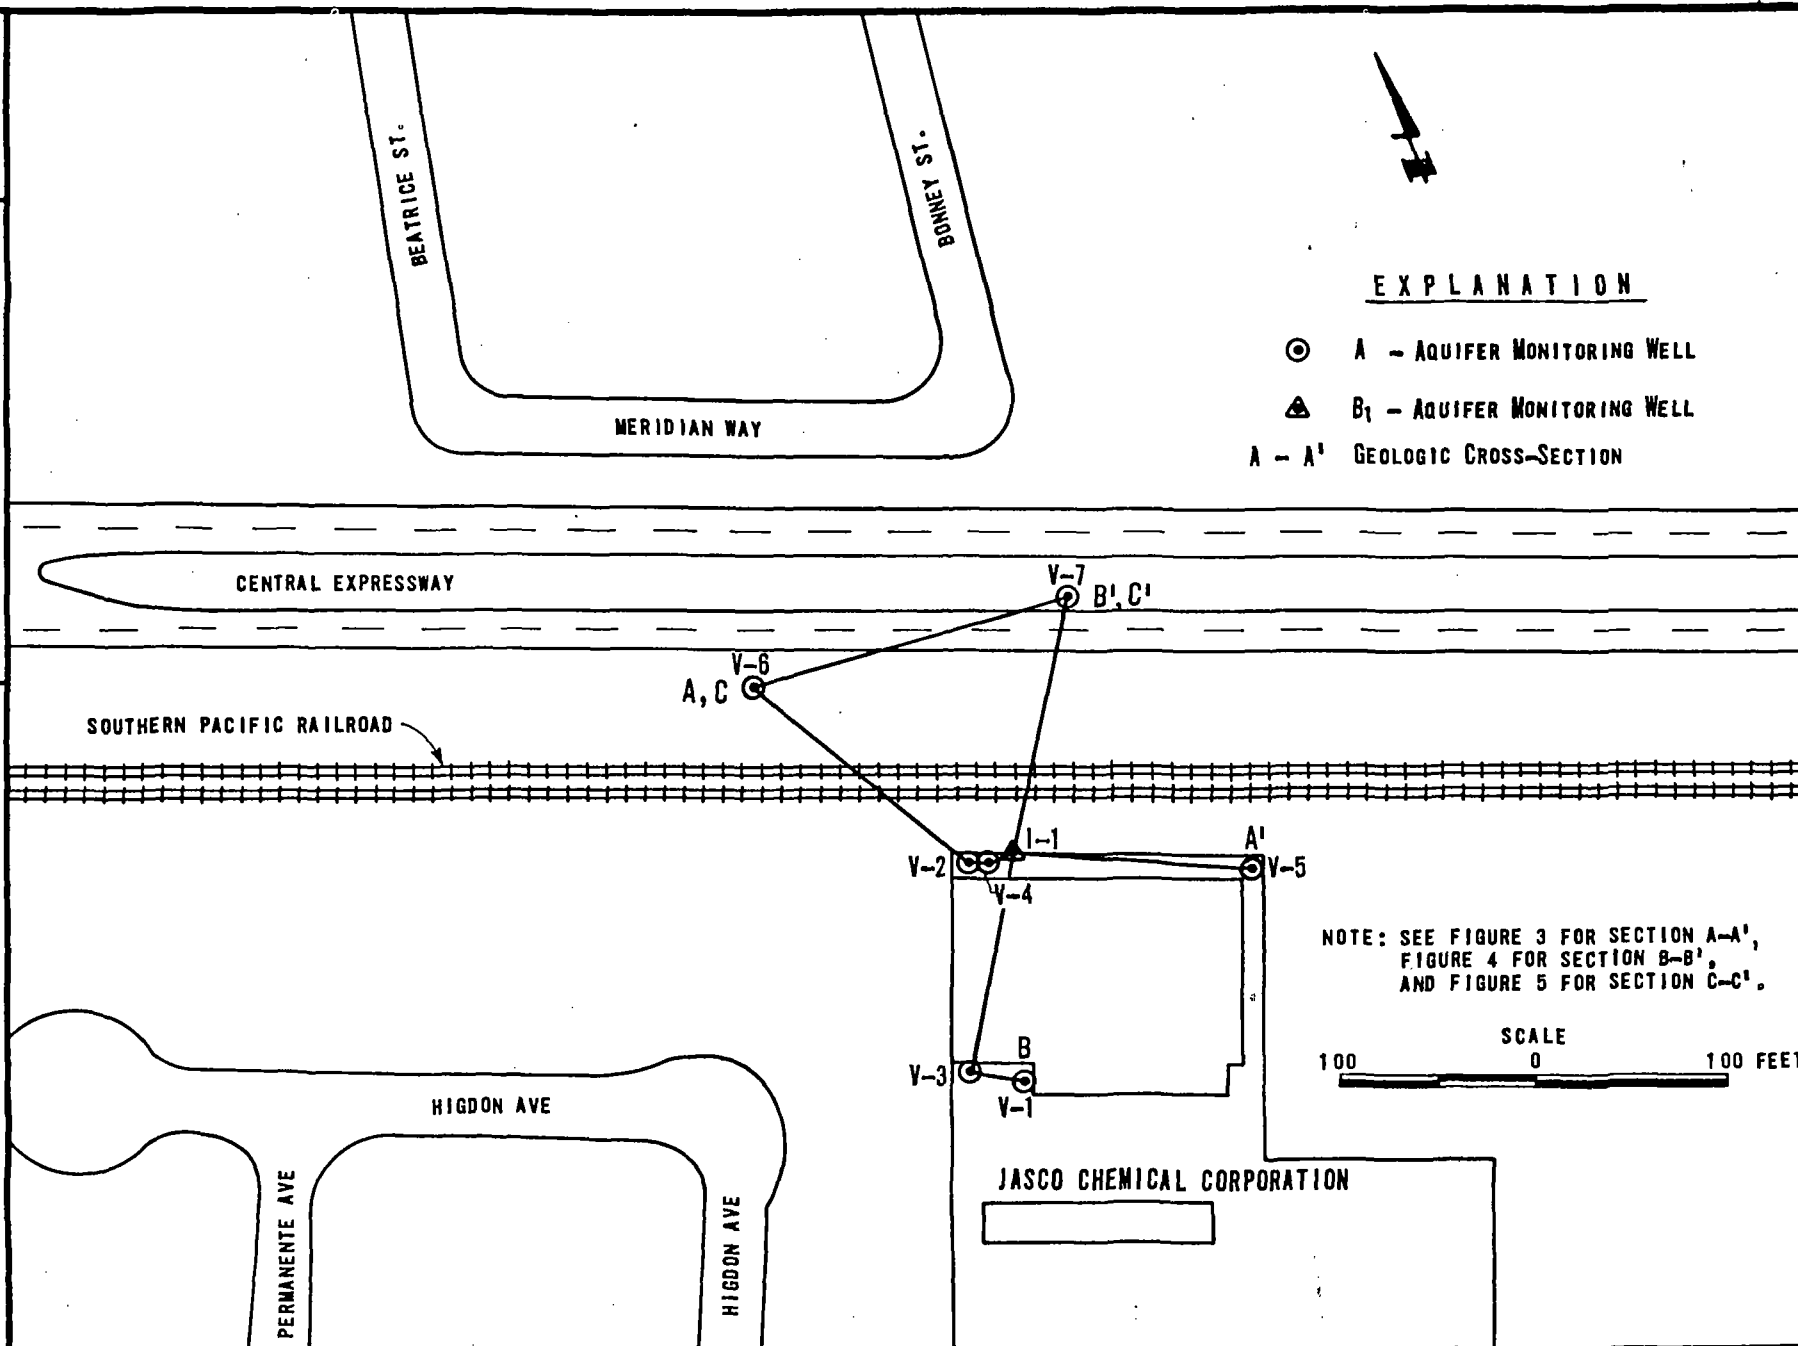 BEATRICE ST.
BONNEY ST.
EXPLANATION
A - AQUIFER MONITORING WELL
B1 - AQUIFER MONITORING WELL
A - A' GEOLOGIC CROSS-SECTION
MERIDIAN WAY
CENTRAL EXPRESSWAY
V-7
B', C'
V-6
A, C
SOUTHERN PACIFIC RAILROAD
I-1
A'
V-2
V-5
V-4
NOTE: SEE FIGURE 3 FOR SECTION A-A',
FIGURE 4 FOR SECTION B-B',
AND FIGURE 5 FOR SECTION C-C'.
SCALE
100 0 100 FEET
B
V-3
V-1
HIGDON AVE
JASCO CHEMICAL CORPORATION
PERMANENTE AVE
HIGDON AVE